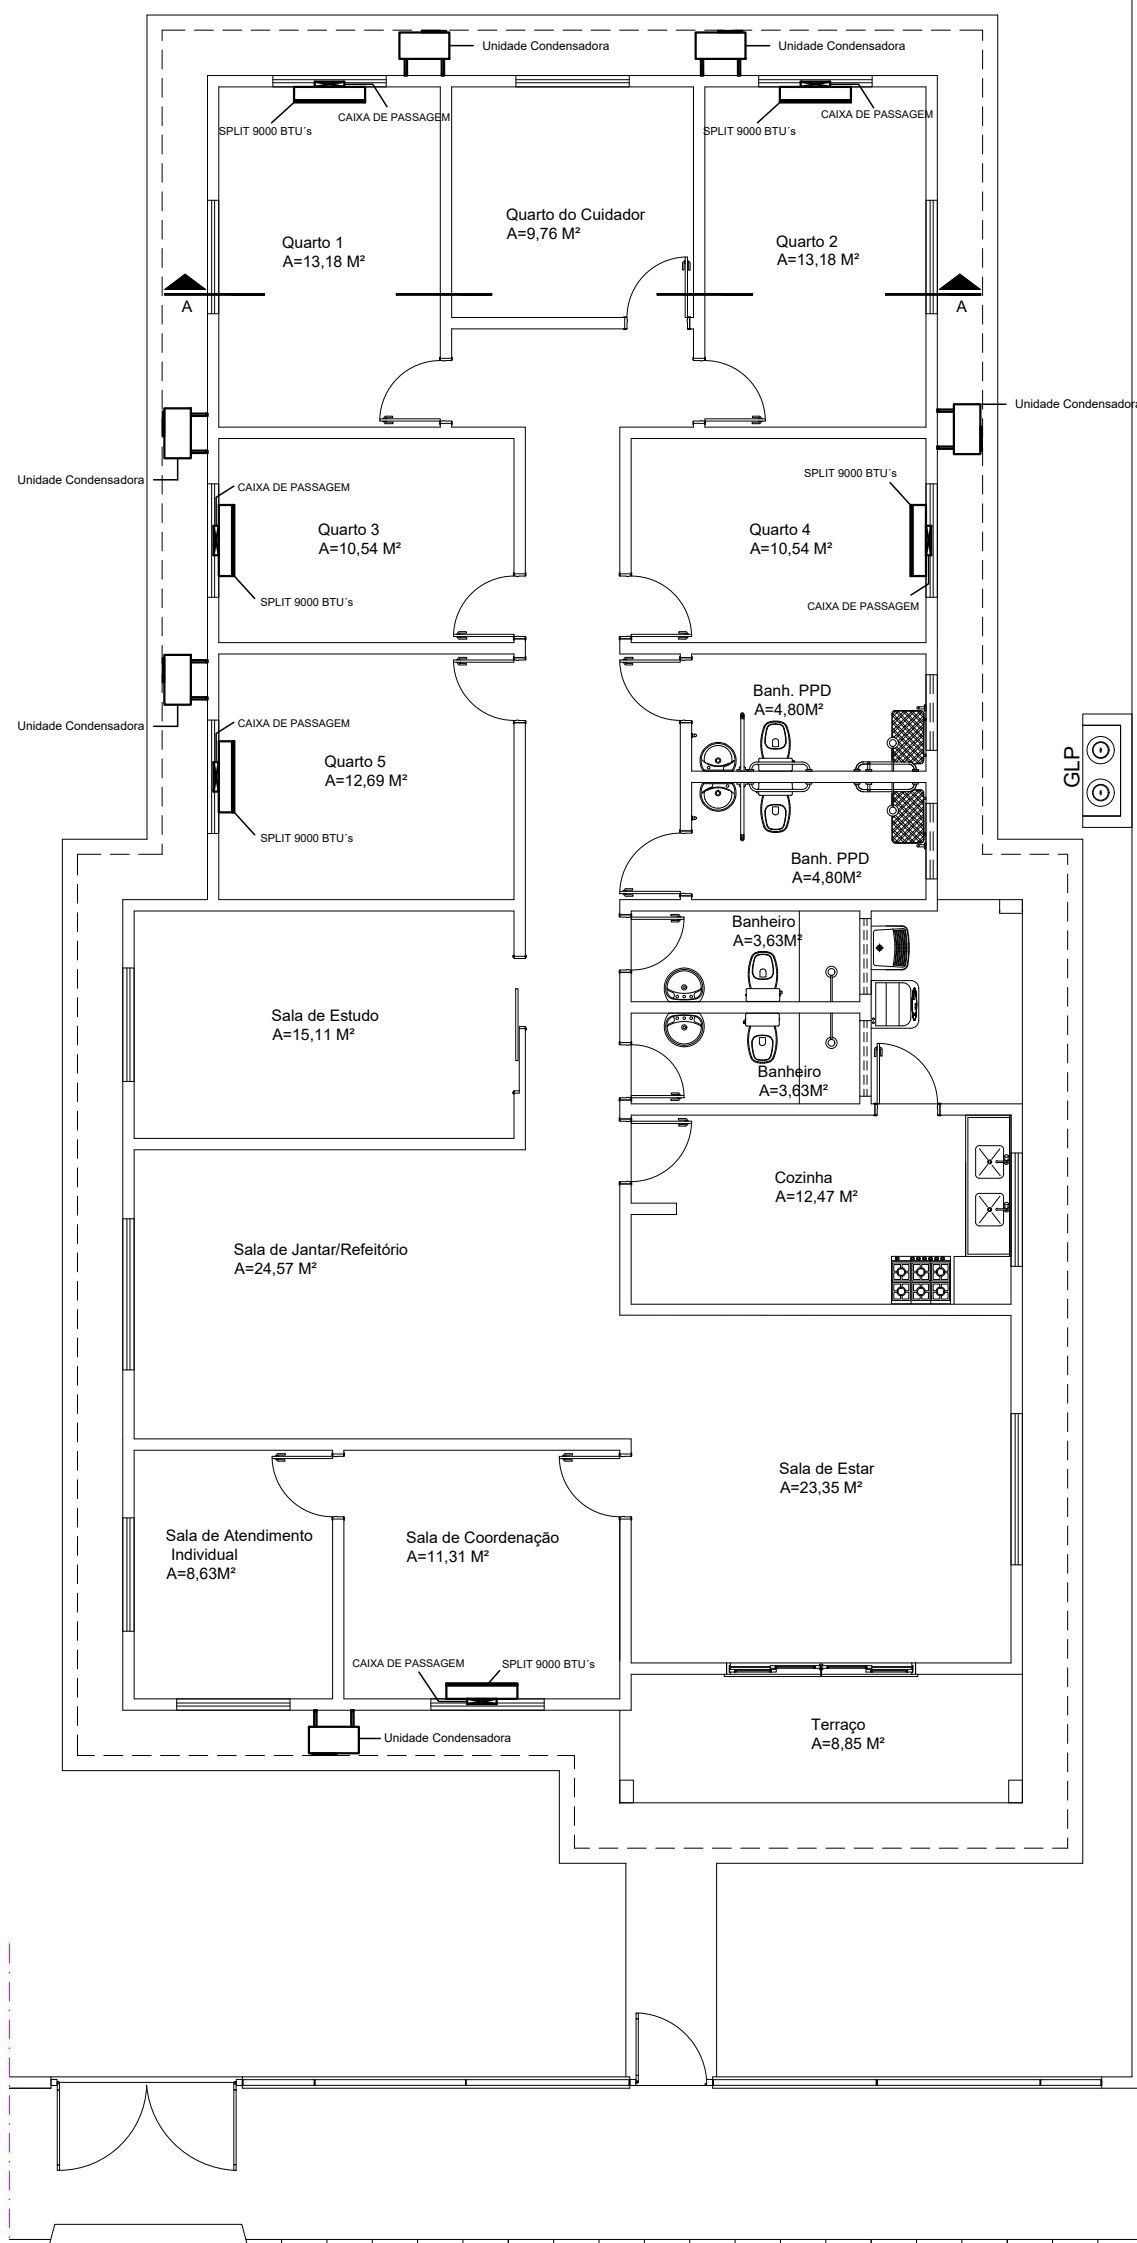 Unidade Condensadora
Unidade Condensadora
CAIXA DE PASSAGEM
SPLIT 9000 BTU´s
CAIXA DE PASSAGEM
SPLIT 9000 BTU´s
Quarto 1
A=13,18 M²
Quarto do Cuidador
A=9,76 M²
Quarto 2
A=13,18 M²
A
A
Unidade Condensadora
Unidade Condensadora
CAIXA DE PASSAGEM
Quarto 3
A=10,54 M²
SPLIT 9000 BTU´s
SPLIT 9000 BTU´s
Quarto 4
A=10,54 M²
CAIXA DE PASSAGEM
Unidade Condensadora
CAIXA DE PASSAGEM
Quarto 5
A=12,69 M²
SPLIT 9000 BTU´s
Banh. PPD
A=4,80M²
GLP
Banh. PPD
A=4,80M²
Banheiro
A=3,63M²
Sala de Estudo
A=15,11 M²
Banheiro
A=3,63M²
Cozinha
A=12,47 M²
Sala de Jantar/Refeitório
A=24,57 M²
Sala de Estar
A=23,35 M²
Sala de Atendimento
Individual
A=8,63M²
Sala de Coordenação
A=11,31 M²
CAIXA DE PASSAGEM
SPLIT 9000 BTU´s
Unidade Condensadora
Terraço
A=8,85 M²